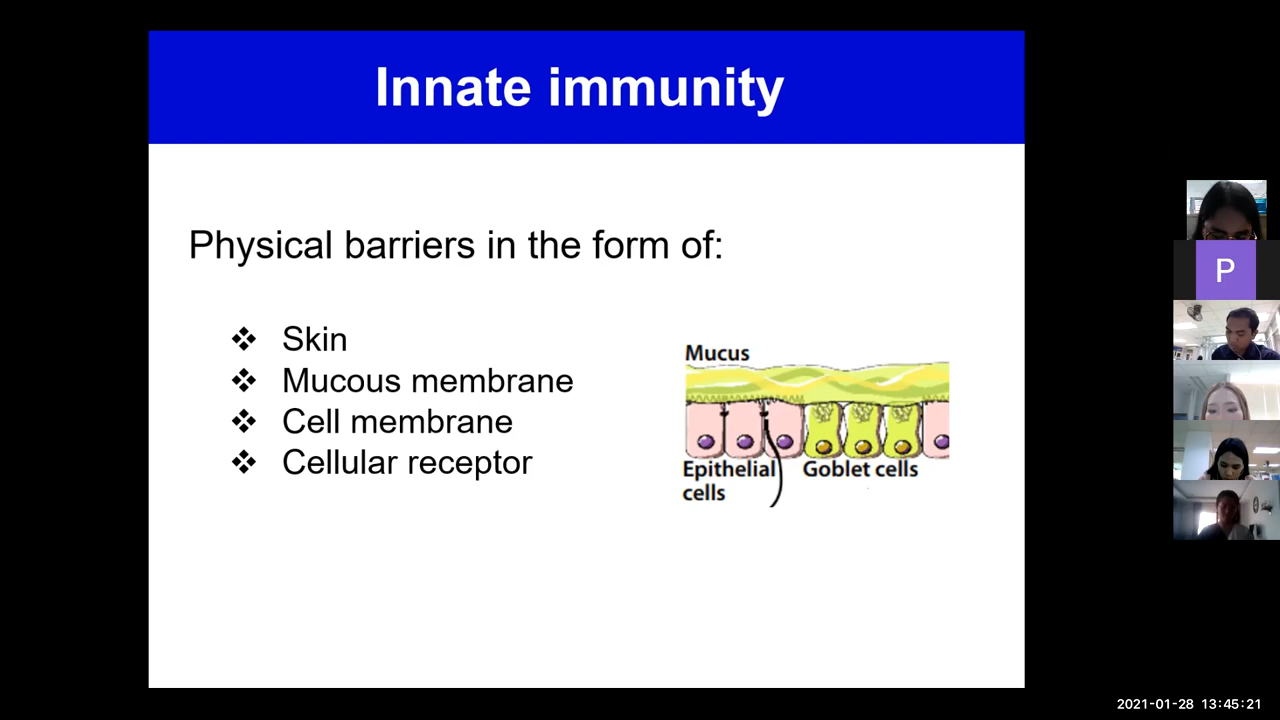 Innate immunity
Physical barriers in the form of:
❖ Skin
❖ Mucous membrane
❖ Cell membrane
❖ Cellular receptor
Mucus
Epithelial
cells
Goblet cells
P
2021-01-28 13:45:21